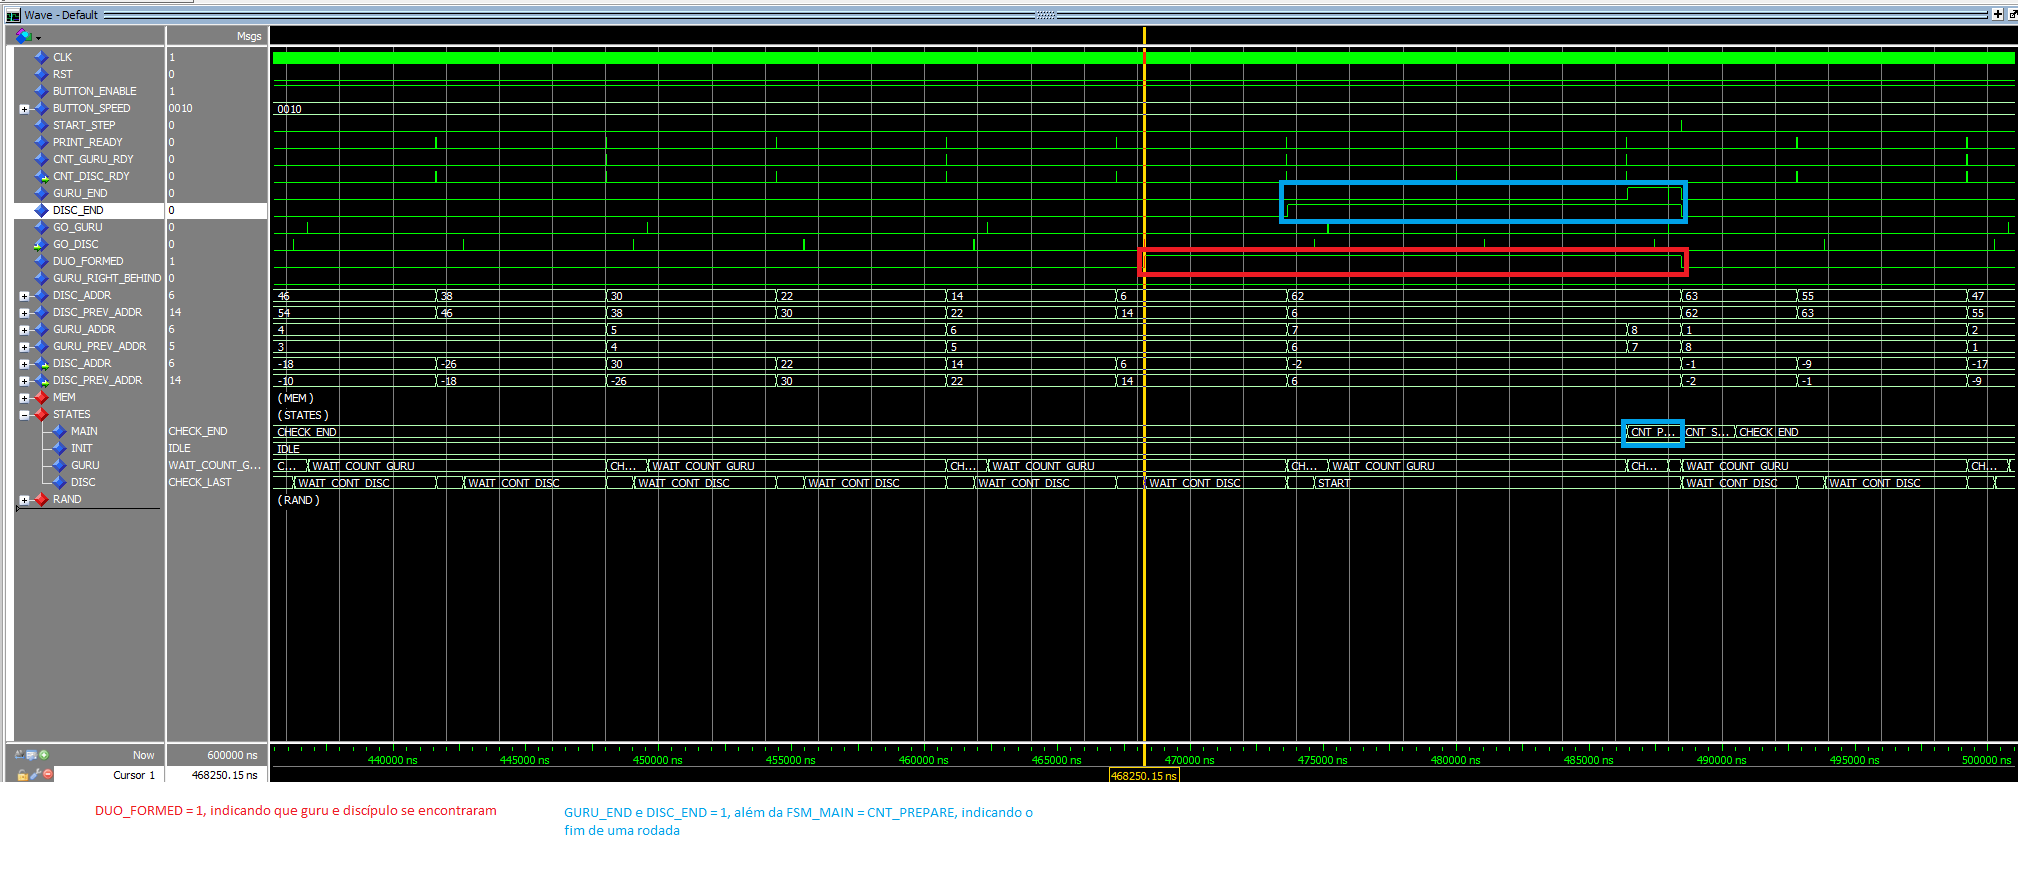 Wave - Default
Msgs
CLK 1
RST 0
BUTTON_ENABLE 1
BUTTON_SPEED 0010 0010
START_STEP 0
PRINT_READY 0
CNT_GURU_RDY 0
CNT_DISC_RDY 0
GURU_END 0
DISC_END 0
GO_GURU 0
GO_DISC 0
DUO_FORMED 1
GURU_RIGHT_BEHIND 0
DISC_ADDR 6 46 38 30 22 14 6 62 63 55 47
DISC_PREV_ADDR 14 54 46 38 30 22 14 6 62 63 55
GURU_ADDR 6 4 5 6 7 8 1 2
GURU_PREV_ADDR 5 3 4 5 6 7 8 1
DISC_ADDR 6 -18 -26 30 22 14 6 -2 -1 -9 -17
DISC_PREV_ADDR 14 -10 -18 -26 30 22 14 6 -2 -1 -9
MEM (MEM)
STATES (STATES)
MAIN CHECK_END CHECK_END CNT_P... CNT_S... CHECK_END
INIT IDLE IDLE
GURU WAIT_COUNT_G... C... WAIT_COUNT_GURU CH... WAIT_COUNT_GURU CH... WAIT_COUNT_GURU CH... WAIT_COUNT_GURU CH... WAIT_COUNT_GURU CH...
DISC CHECK_LAST WAIT_CONT_DISC WAIT_CONT_DISC WAIT_CONT_DISC WAIT_CONT_DISC WAIT_CONT_DISC WAIT_CONT_DISC START WAIT_CONT_DISC WAIT_CONT_DISC
RAND (RAND)
Now 600000 ns 440000 ns 445000 ns 450000 ns 455000 ns 460000 ns 465000 ns 470000 ns 475000 ns 480000 ns 485000 ns 490000 ns 495000 ns 500000 ns
Cursor 1 468250.15 ns 468250.15 ns
DUO_FORMED = 1, indicando que guru e discípulo se encontraram
GURU_END e DISC_END = 1, além da FSM_MAIN = CNT_PREPARE, indicando o
fim de uma rodada